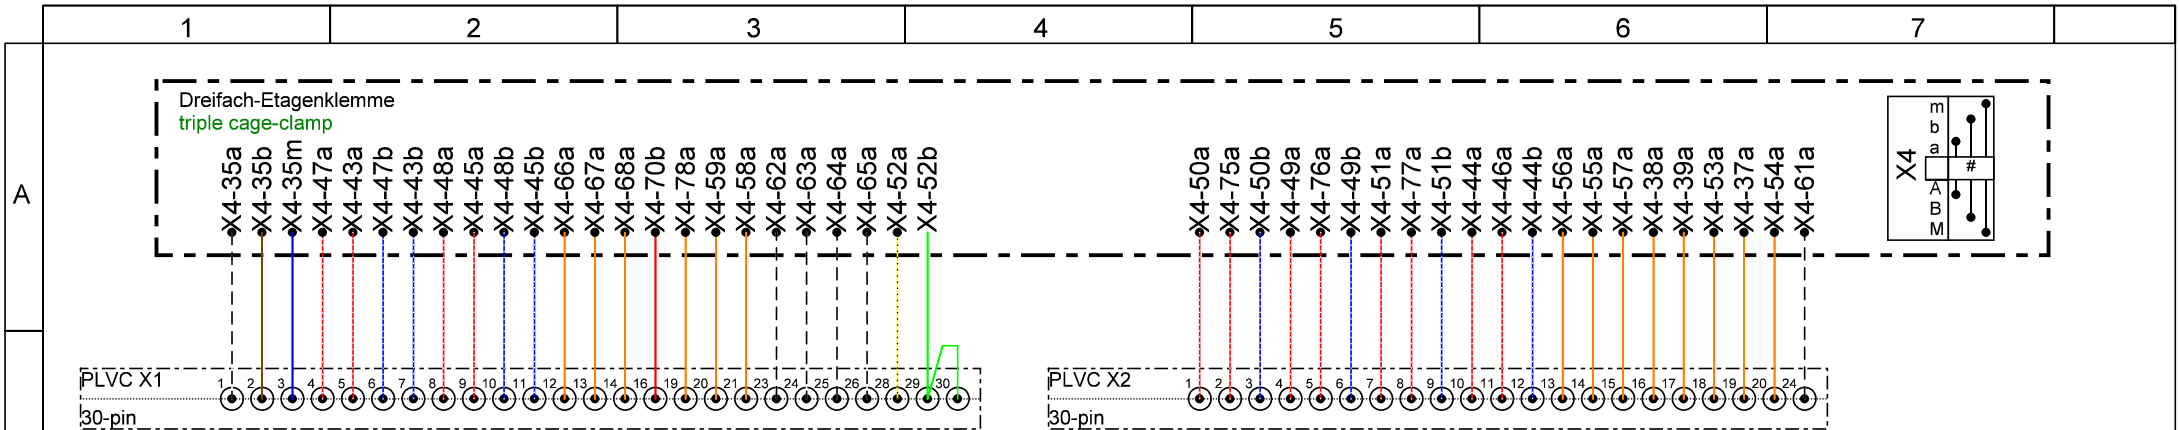 1 2 3 4 5 6 7
A
Dreifach-Etagenklemme
triple cage-clamp
X4-35a X4-35b X4-35m X4-47a X4-43a X4-47b X4-43b X4-48a X4-45a X4-48b X4-45b X4-66a X4-67a X4-68a X4-70b X4-78a X4-59a X4-58a X4-62a X4-63a X4-64a X4-65a X4-52a X4-52b
X4-50a X4-75a X4-50b X4-49a X4-76a X4-49b X4-51a X4-77a X4-51b X4-44a X4-46a X4-44b X4-56a X4-55a X4-57a X4-38a X4-39a X4-53a X4-37a X4-54a X4-61a
X4
m
b
a
#
A
B
M
PLVC X1
1 2 3 4 5 6 7 8 9 10 11 12 13 14 16 19 20 21 23 24 25 26 28 29 30
30-pin
PLVC X2
1 2 3 4 5 6 7 8 9 10 11 12 13 14 15 16 17 18 19 20 24
30-pin